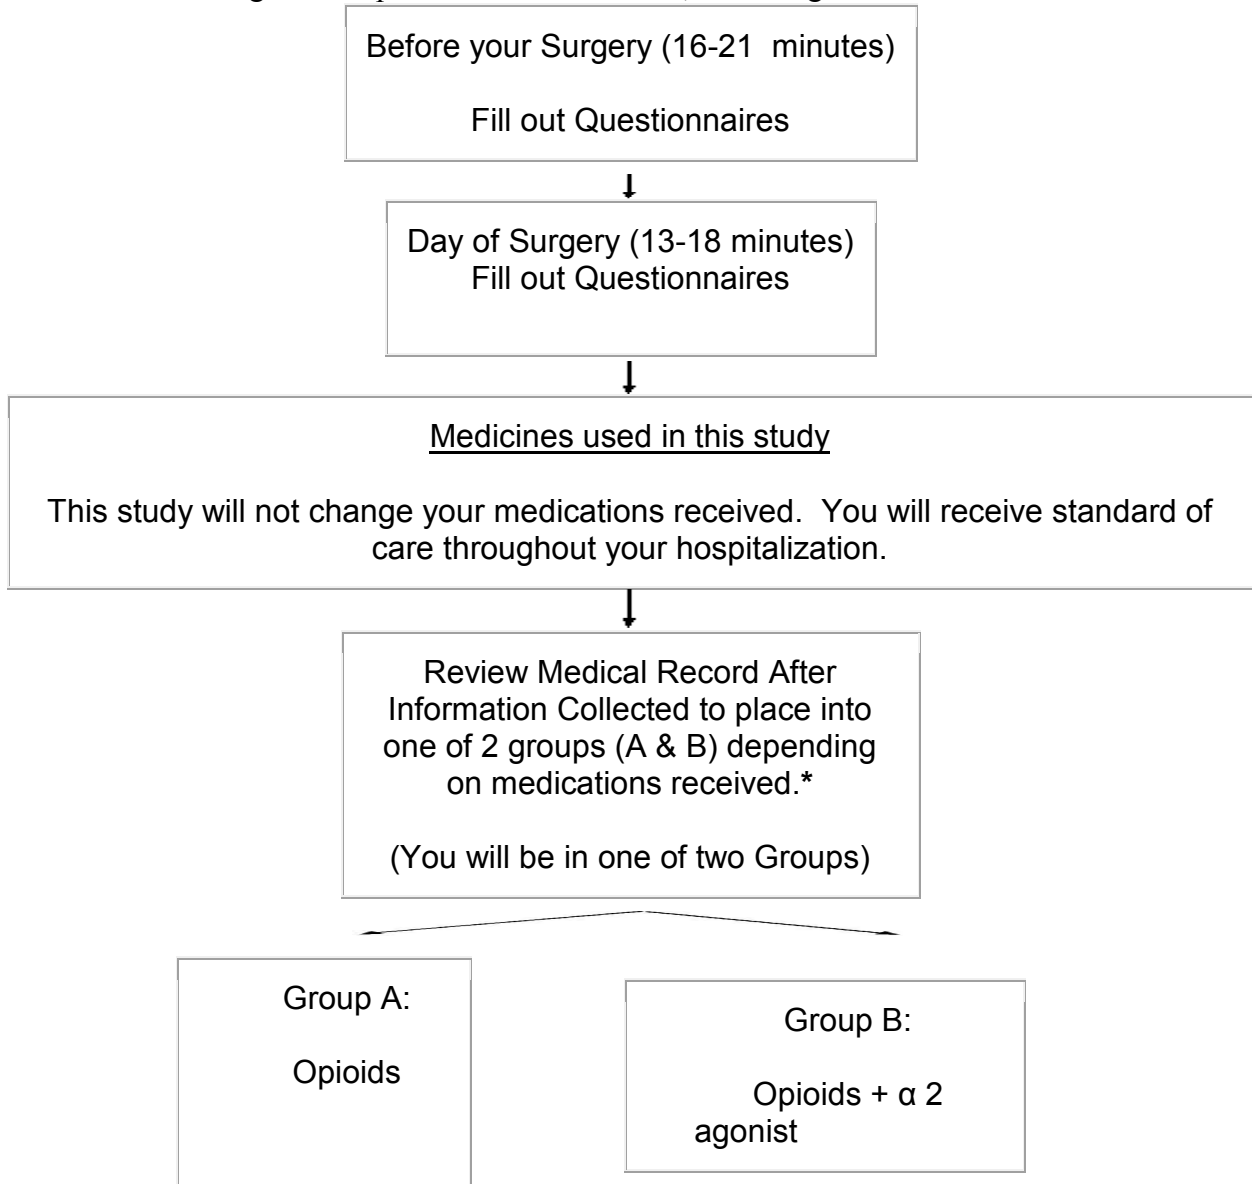 Before your Surgery (16-21  minutes)
Fill out Questionnaires
Day of Surgery (13-18 minutes)
Fill out Questionnaires
Medicines used in this study
This study will not change your medications received.  You will receive standard of
care throughout your hospitalization.
Review Medical Record After
Information Collected to place into
one of 2 groups (A & B) depending
on medications received.*
(You will be in one of two Groups)
Group A:
Opioids
Group B:
Opioids + α 2
agonist